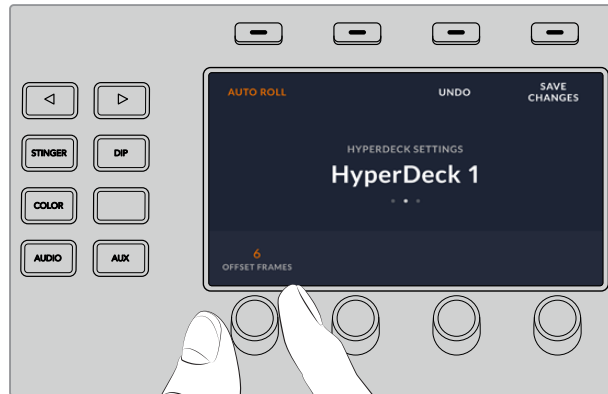 AUTO ROLL
UNDO
SAVE
CHANGES
HYPERDECK SETTINGS
HyperDeck 1
6
OFFSET FRAMES
STINGER
DIP
COLOR
AUDIO
AUX